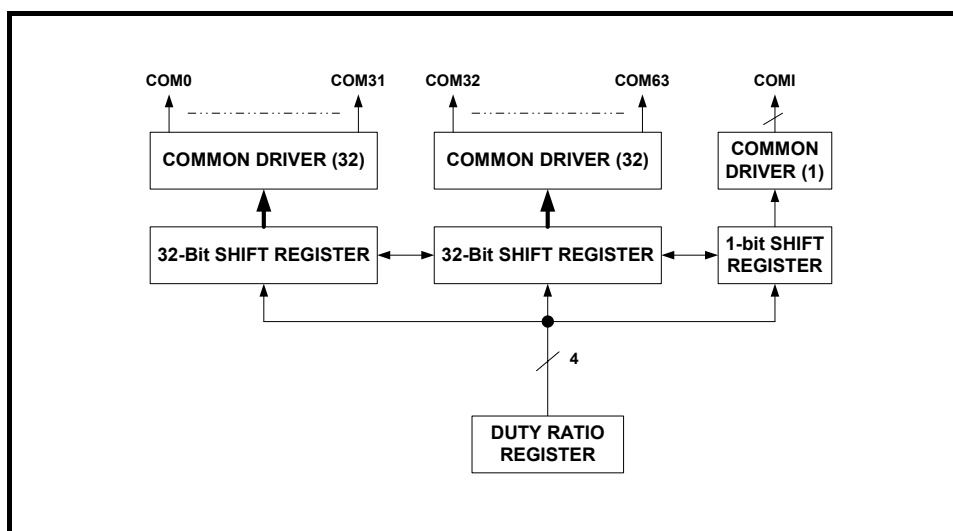 COM0 COM31 COM32 COM63 COMI
COMMON DRIVER (32)
COMMON DRIVER (32)
COMMON
DRIVER (1)
32-Bit SHIFT REGISTER
32-Bit SHIFT REGISTER
1-bit SHIFT
REGISTER
4
DUTY RATIO
REGISTER